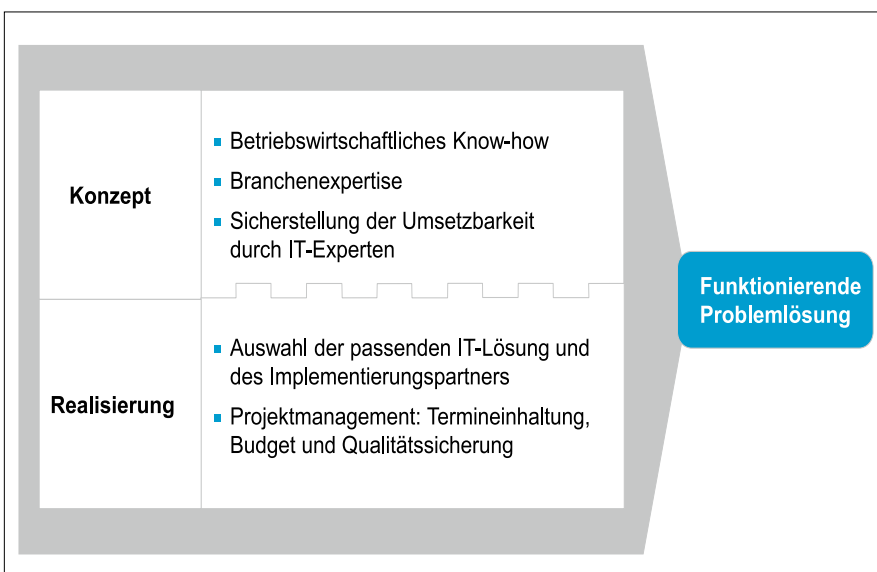 Konzept
Betriebswirtschaftliches Know-how
Branchenexpertise
Sicherstellung der Umsetzbarkeit
durch IT-Experten
Realisierung
Auswahl der passenden IT-Lösung und
des Implementierungspartners
Projektmanagement: Termineinhaltung,
Budget und Qualitätssicherung
Funktionierende
Problemlösung